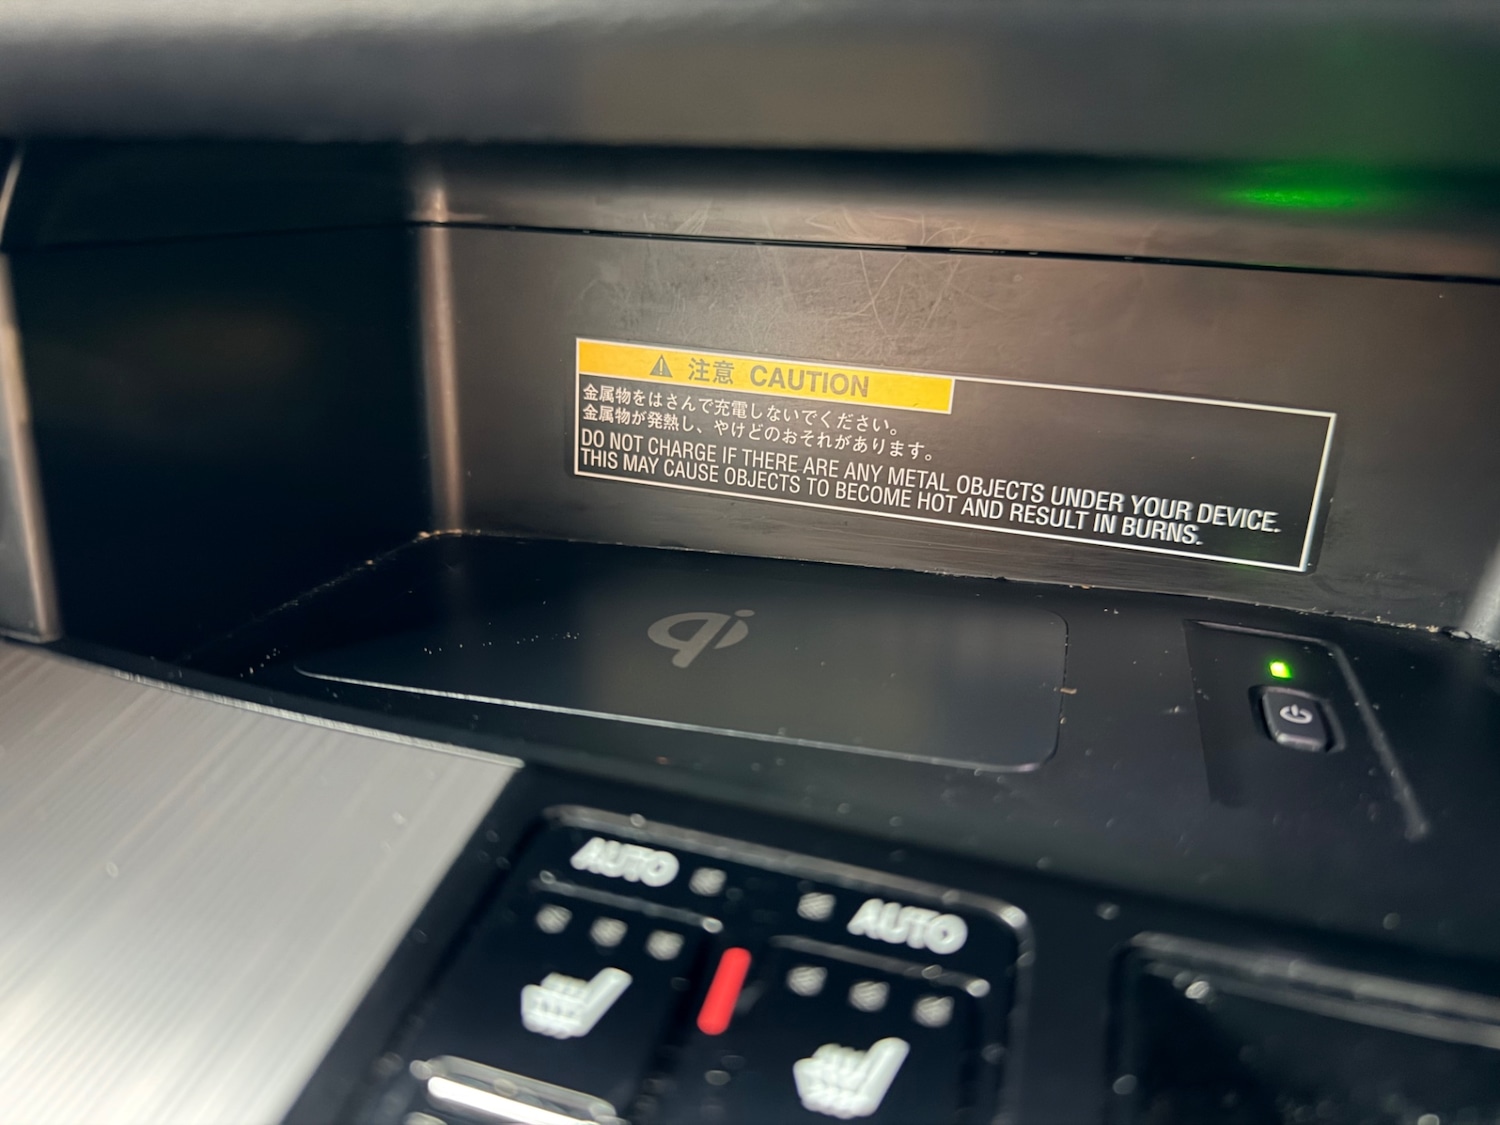 注意 CAUTION
金属物をはさんで充電しないでください。
金属物が発熱し、やけどのおそれがあります。
DO NOT CHARGE IF THERE ARE ANY METAL OBJECTS UNDER YOUR DEVICE.
THIS MAY CAUSE OBJECTS TO BECOME HOT AND RESULT IN BURNS.
qi
AUTO
AUTO